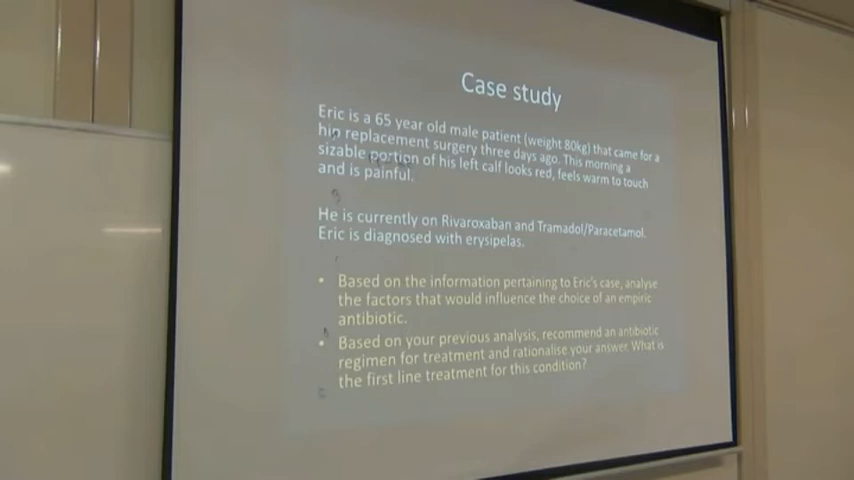 Case study
Eric is a 65 year old male patient (weight 80kg) that came for a
hip replacement surgery three days ago. This morning a
sizable portion of his left calf looks red, feels warm to touch
and is painful.
He is currently on Rivaroxaban and Tramadol/Paracetamol.
Eric is diagnosed with erysipelas.
• Based on the information pertaining to Eric's case, analyse
the factors that would influence the choice of an empiric
antibiotic.
• Based on your previous analysis, recommend an antibiotic
regimen for treatment and rationalise your answer. What is
the first line treatment for this condition?